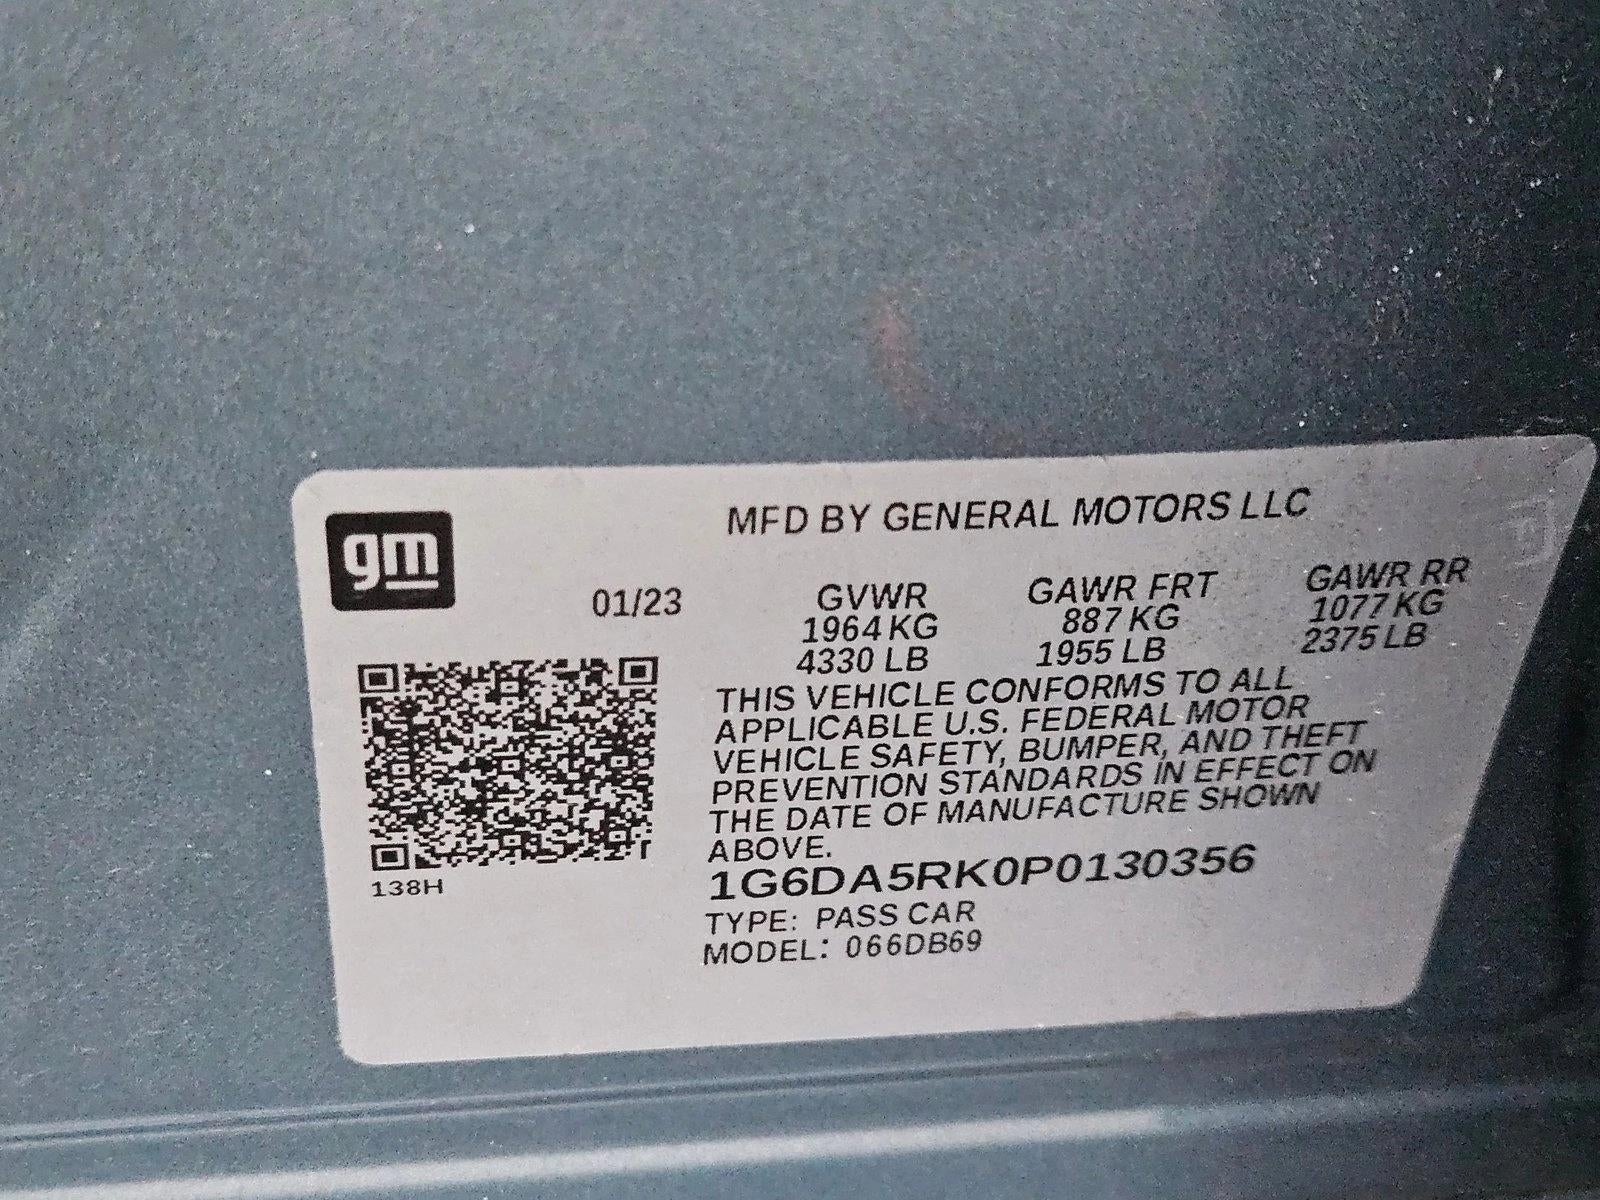 gm
MFD BY GENERAL MOTORS LLC
01/23 GVWR GAWR FRT GAWR RR
1964 KG 887 KG 1077 KG
4330 LB 1955 LB 2375 LB
THIS VEHICLE CONFORMS TO ALL
APPLICABLE U.S. FEDERAL MOTOR
VEHICLE SAFETY, BUMPER, AND THEFT
PREVENTION STANDARDS IN EFFECT ON
THE DATE OF MANUFACTURE SHOWN
ABOVE.
138H
1G6DA5RK0P0130356
TYPE: PASS CAR
MODEL: 066DB69